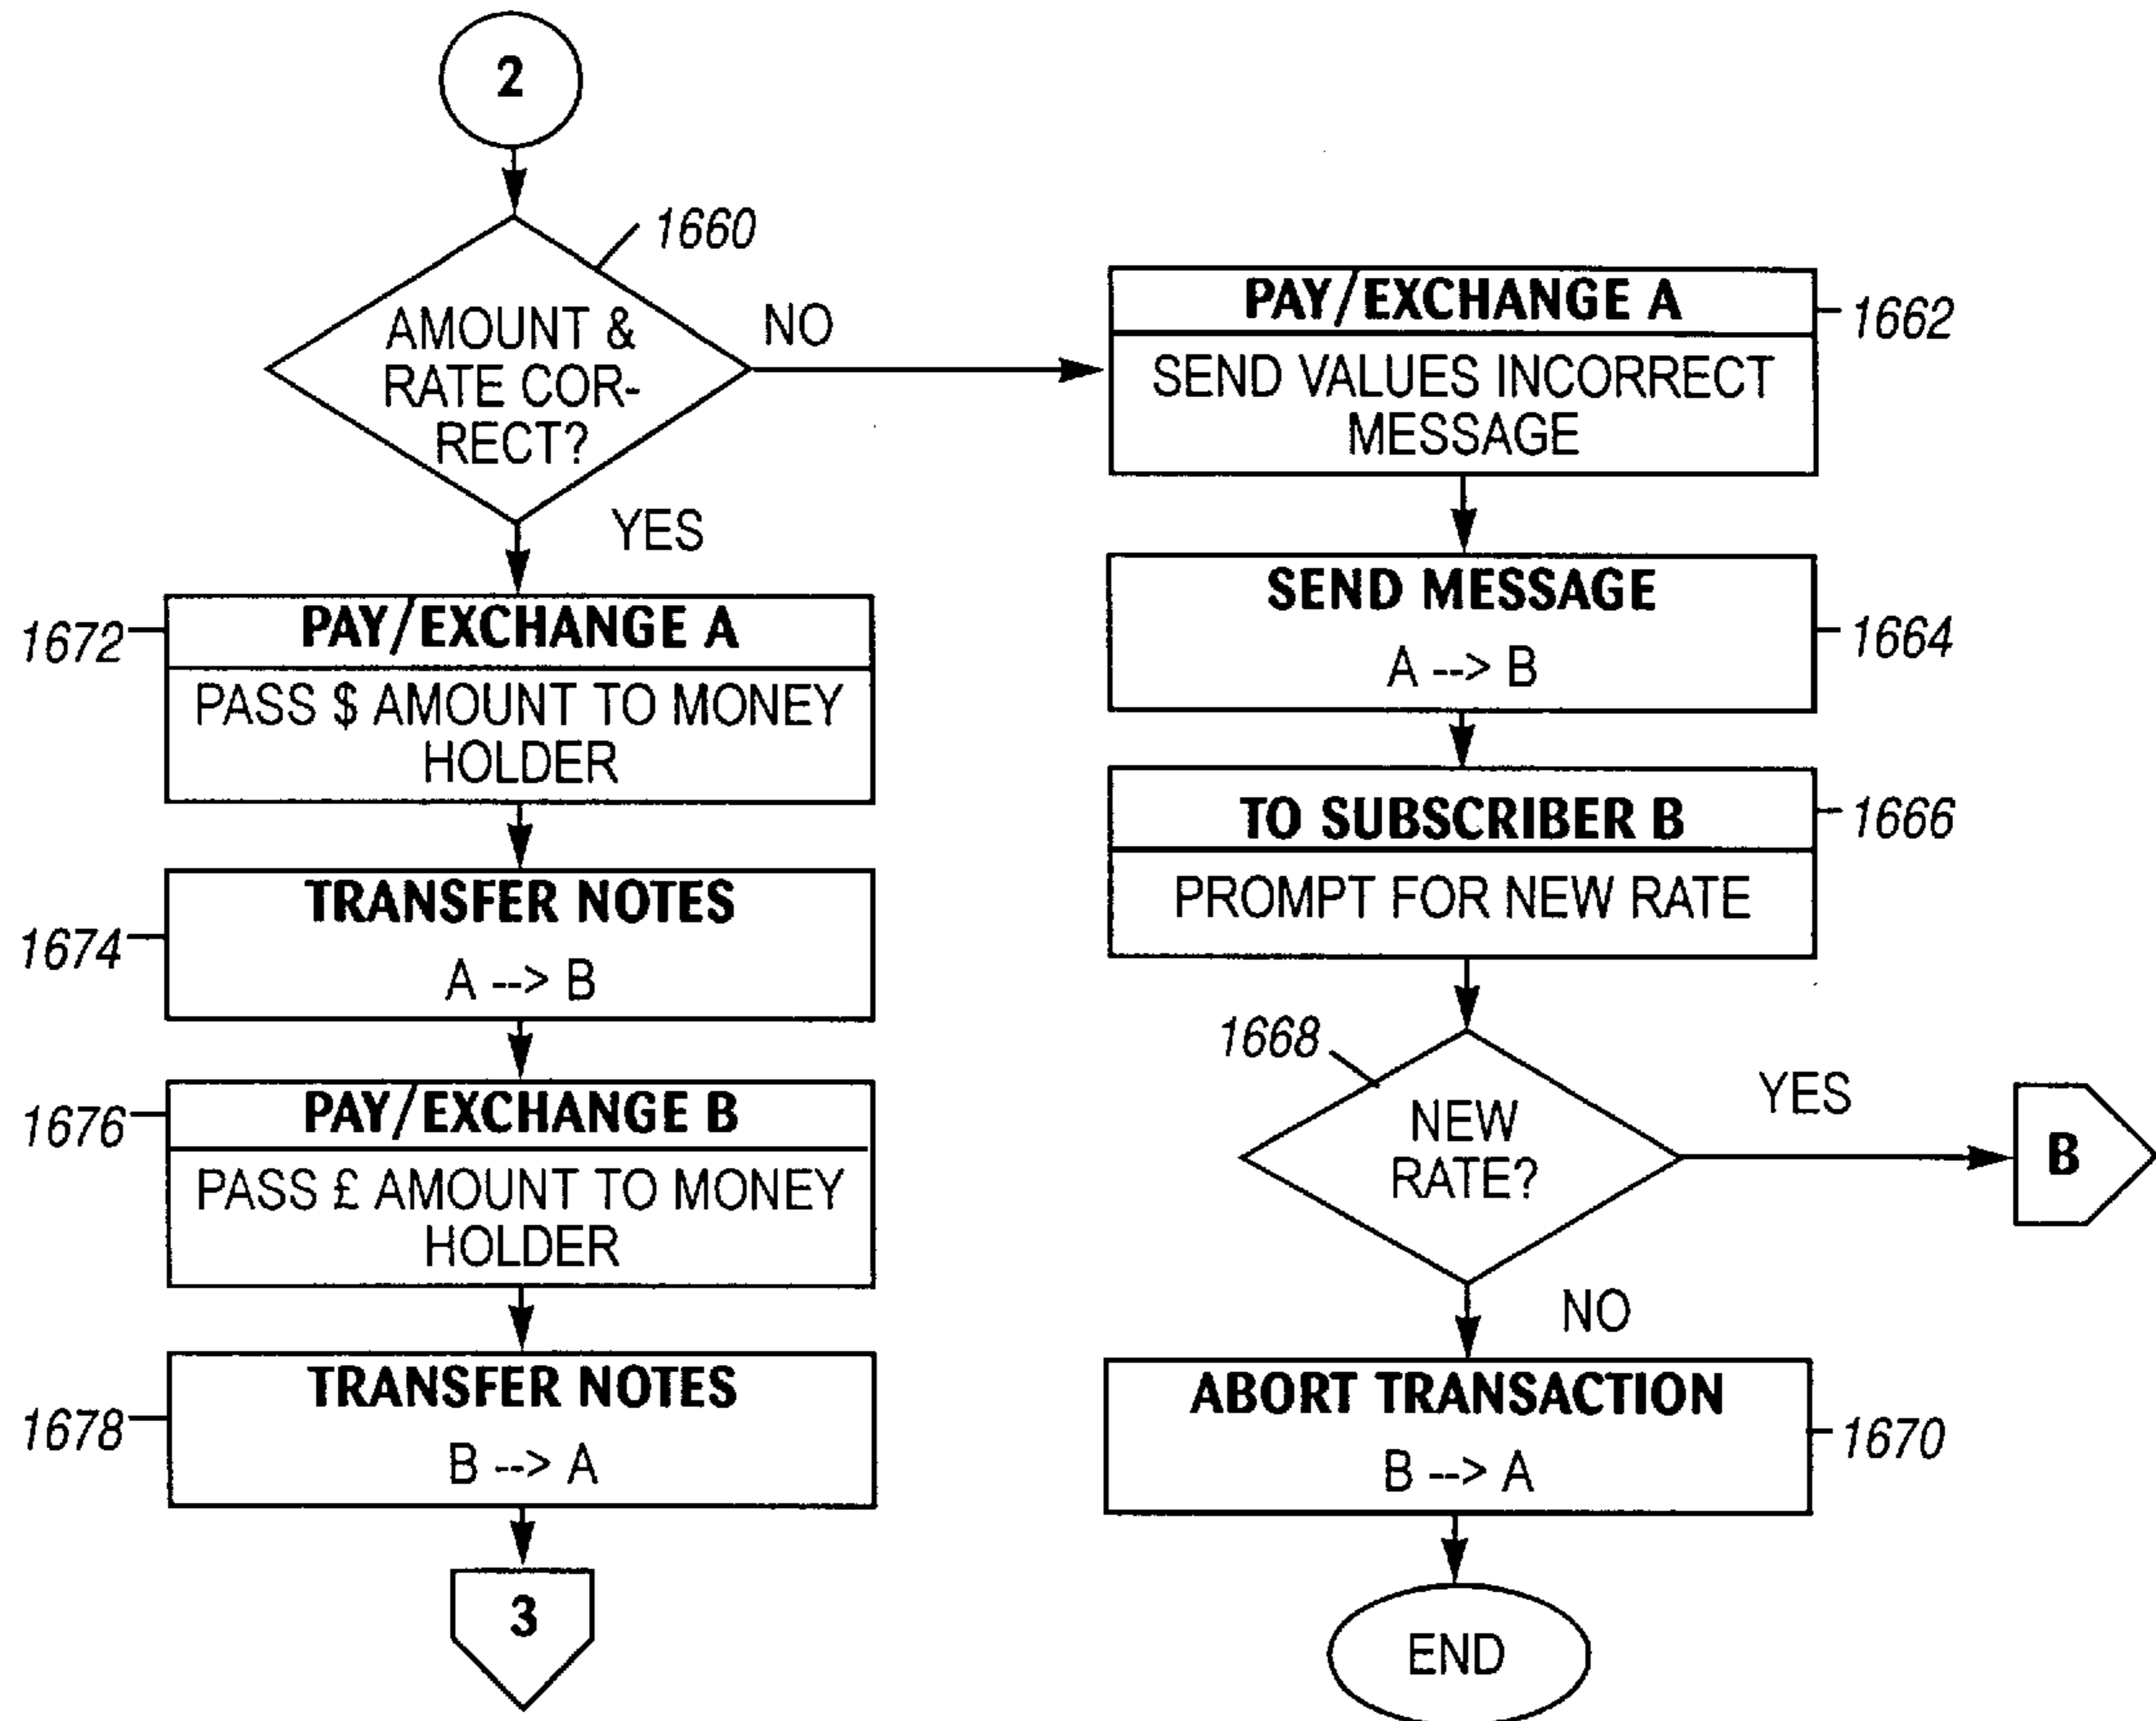 2
1660
AMOUNT &
RATE COR-
RECT?
NO
YES
PAY/EXCHANGE A
1662
SEND VALUES INCORRECT
MESSAGE
SEND MESSAGE
1664
A --> B
TO SUBSCRIBER B
1666
PROMPT FOR NEW RATE
1668
NEW
RATE?
YES
B
NO
ABORT TRANSACTION
1670
B --> A
END
1672
PAY/EXCHANGE A
PASS $ AMOUNT TO MONEY
HOLDER
TRANSFER NOTES
1674
A --> B
1676
PAY/EXCHANGE B
PASS £ AMOUNT TO MONEY
HOLDER
TRANSFER NOTES
1678
B --> A
3